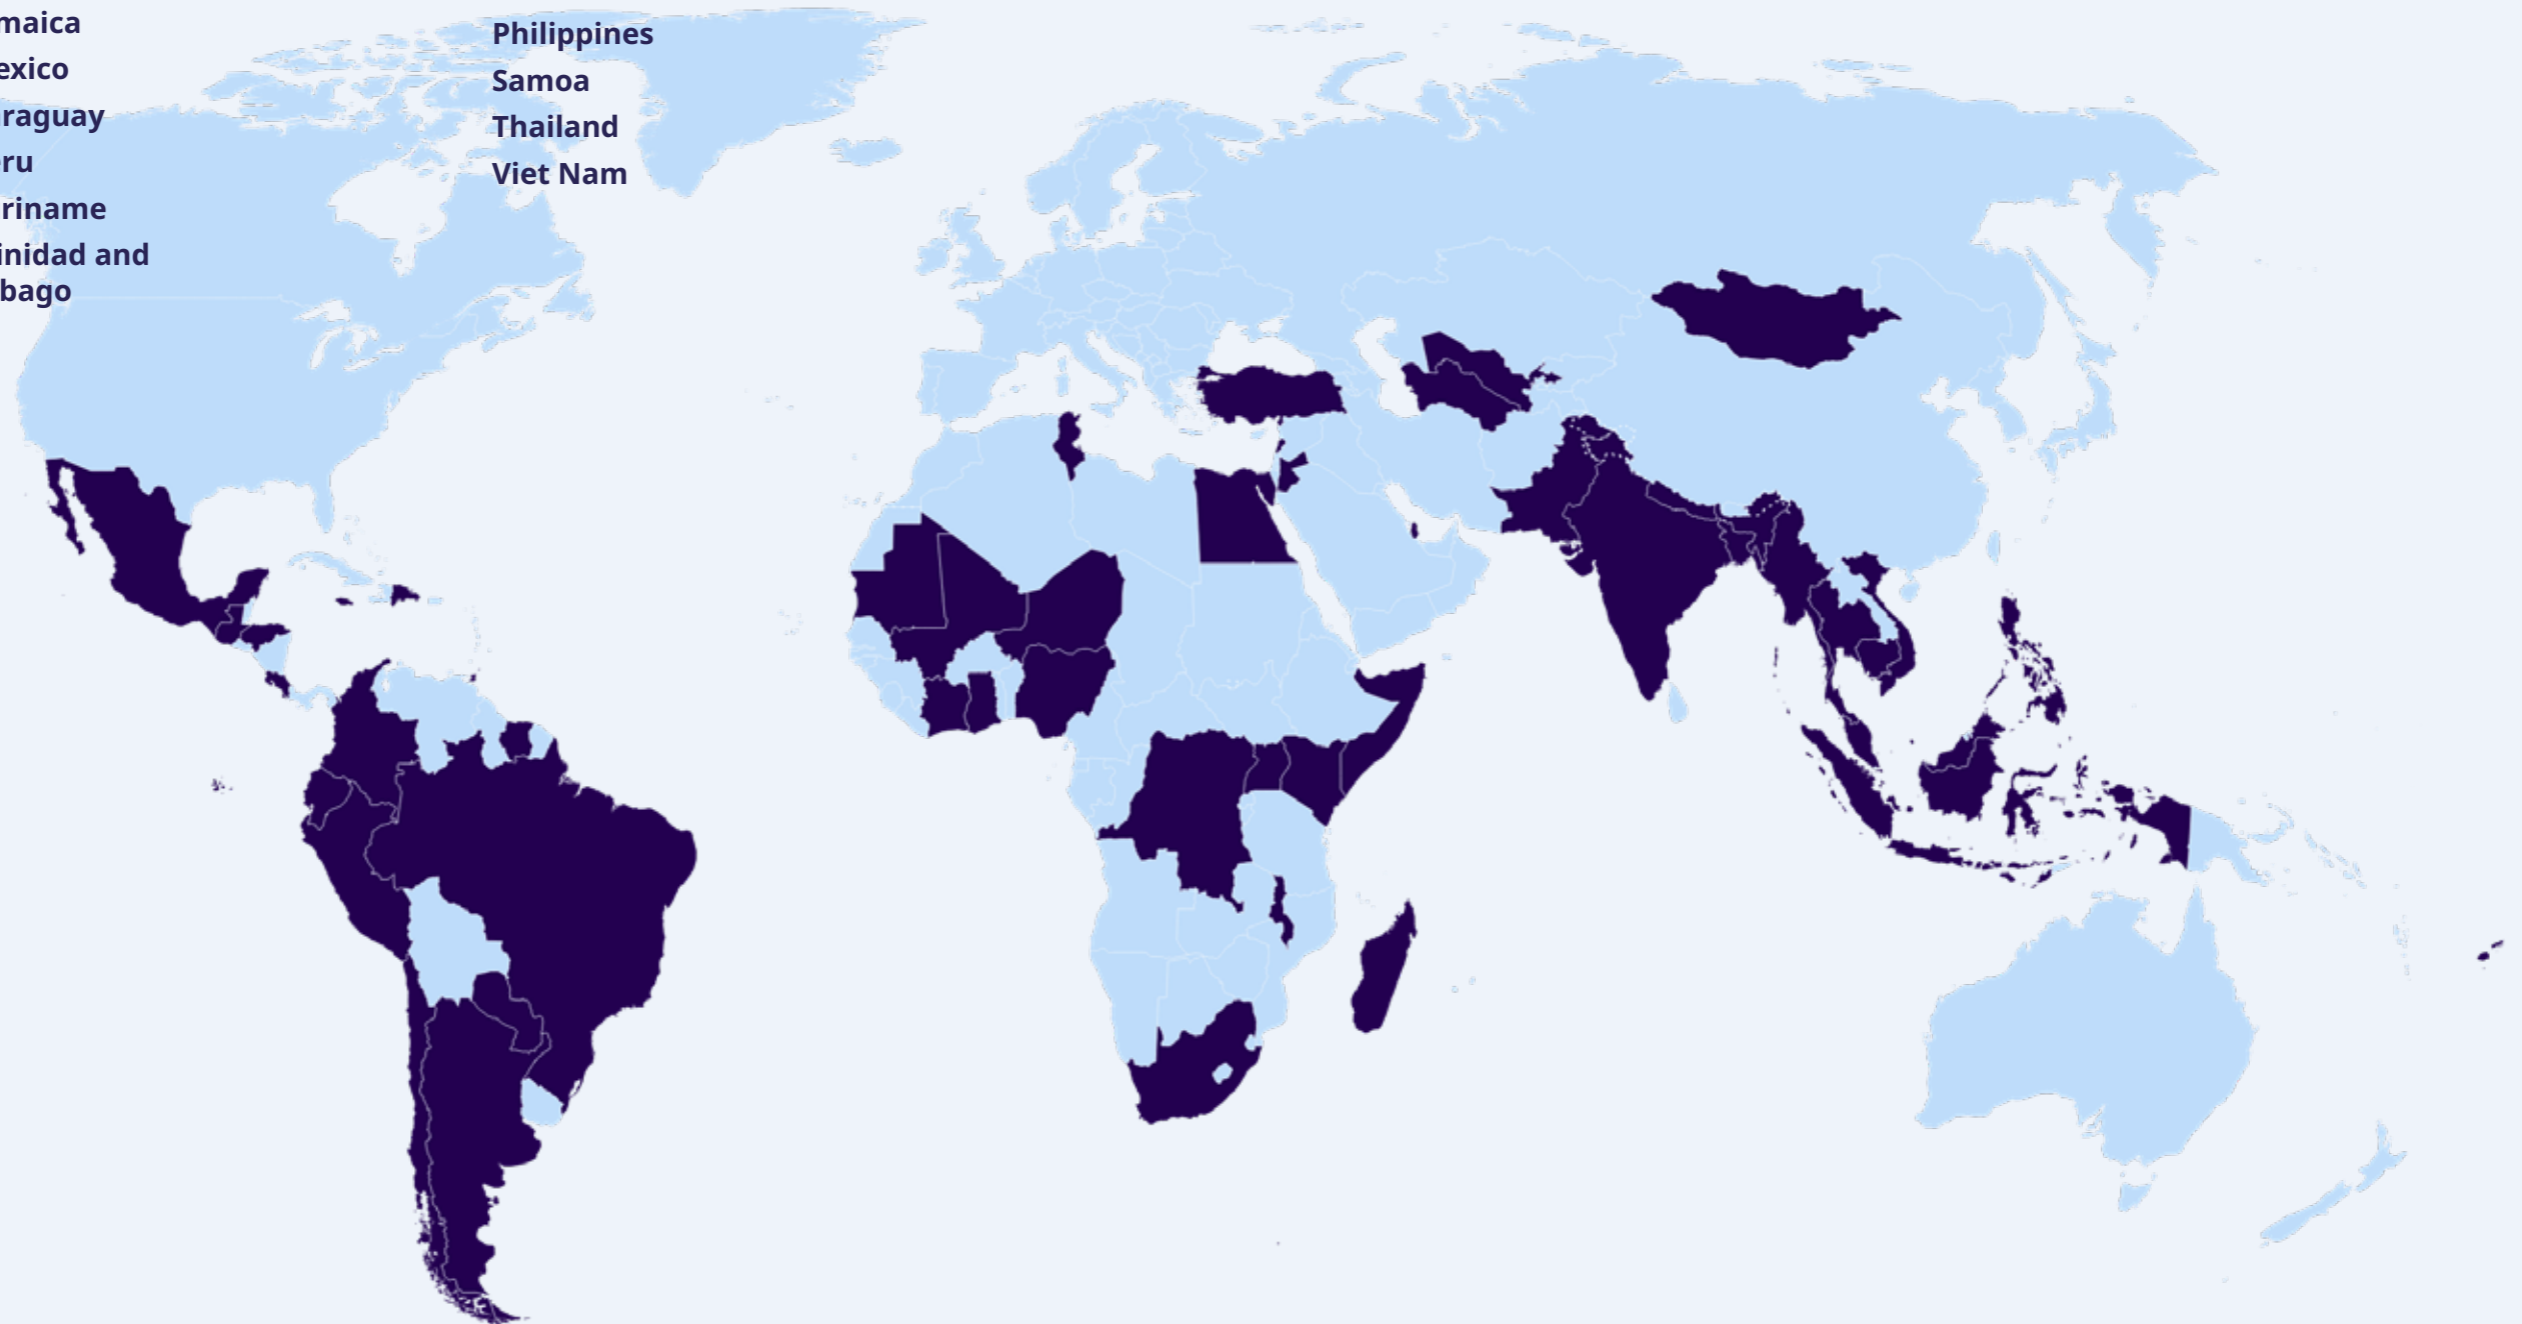 maica
exico
raguay
ru
riname
inidad and
bago
Philippines
Samoa
Thailand
Viet Nam